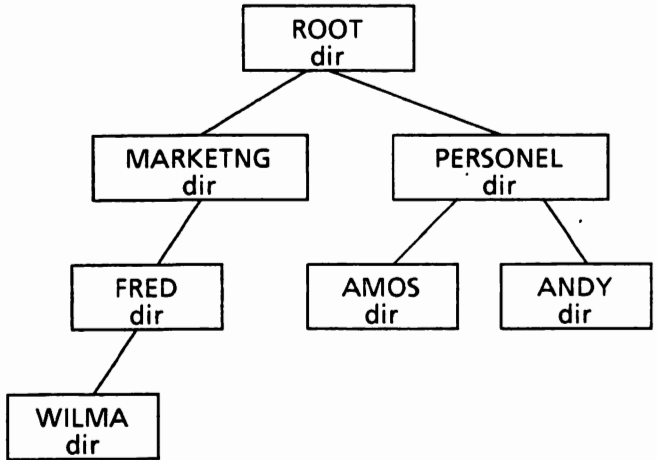 ROOT
dir
MARKETNG
dir
PERSONEL
dir
FRED
dir
AMOS
dir
ANDY
dir
WILMA
dir